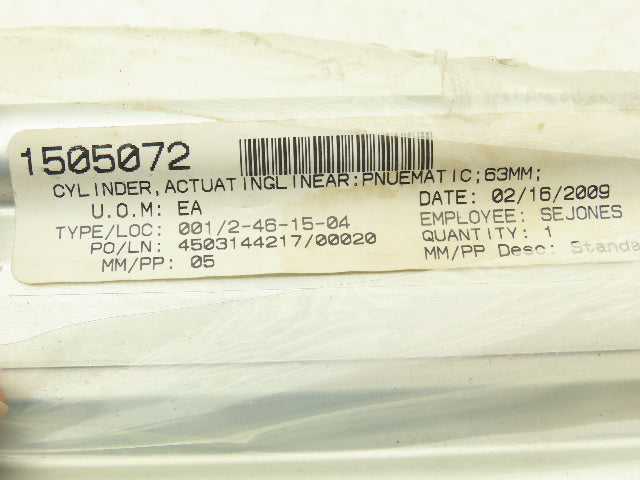 1505072
CYLINDER,ACTUATINGLINEAR:PNUEMATIC;63MM;
U.O.M: EA
DATE: 02/16/2009
TYPE/LOC: 001/2-46-15-04
EMPLOYEE: SEJONES
PO/LN: 4503144217/00020
QUANTITY: 1
MM/PP: 05
MM/PP Desc: Standa